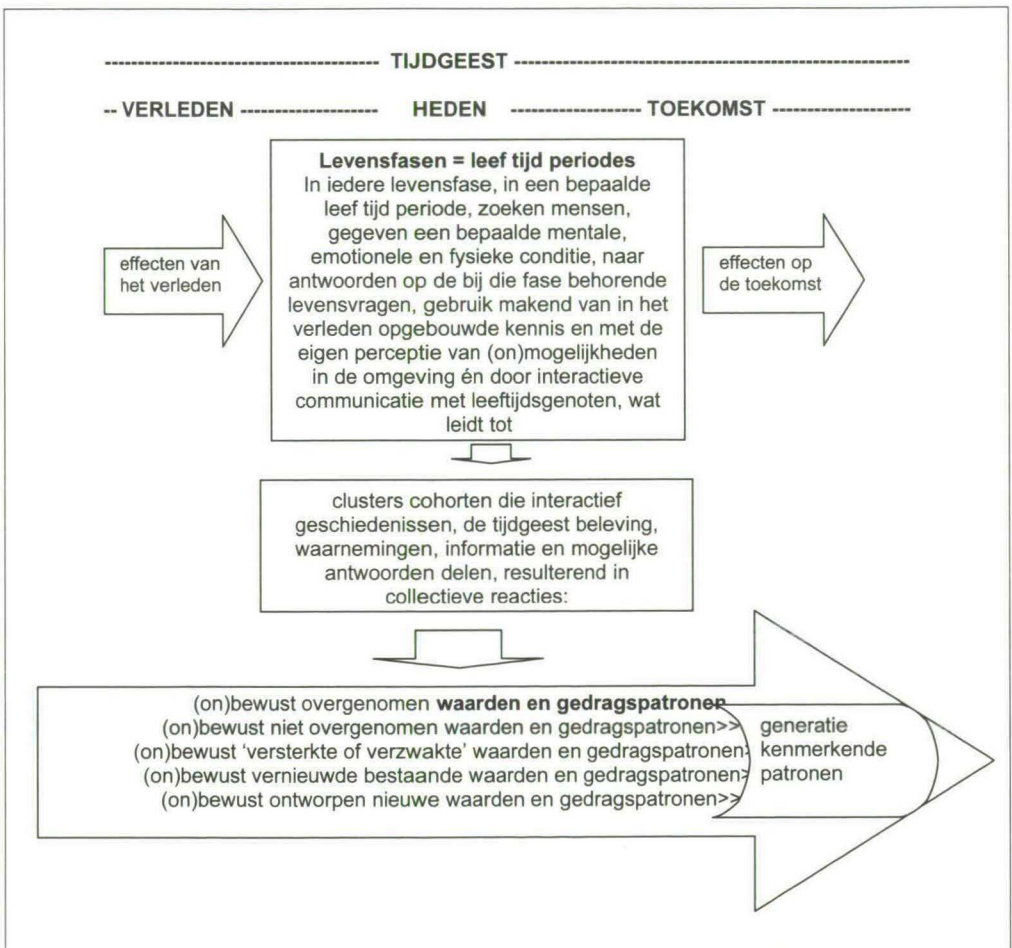 TIJDGEEST
-- VERLEDEN ---------------------- HEDEN -------------------- TOEKOMST ---------------------
Levensfasen = leef tijd periodes
In iedere levensfase, in een bepaalde
leef tijd periode, zoeken mensen,
gegeven een bepaalde mentale,
emotionele en fysieke conditie, naar
antwoorden op de bij die fase behorende
levensvragen, gebruik makend van in het
verleden opgebouwde kennis en met de
eigen perceptie van (on)mogelijkheden
in de omgeving én door interactieve
communicatie met leeftijdsgenoten, wat
leidt tot
effecten van
het verleden
effecten op
de toekomst
clusters cohorten die interactief
geschiedenissen, de tijdgeest beleving,
waarnemingen, informatie en mogelijke
antwoorden delen, resulterend in
collectieve reacties:
(on)bewust overgenomen waarden en gedragspatronen
(on)bewust niet overgenomen waarden en gedragspatronen>>
(on)bewust ‘versterkte of verzwakte’ waarden en gedragspatronen>
(on)bewust vernieuwde bestaande waarden en gedragspatronen>
(on)bewust ontworpen nieuwe waarden en gedragspatronen>>
generatie
kenmerkende
patronen